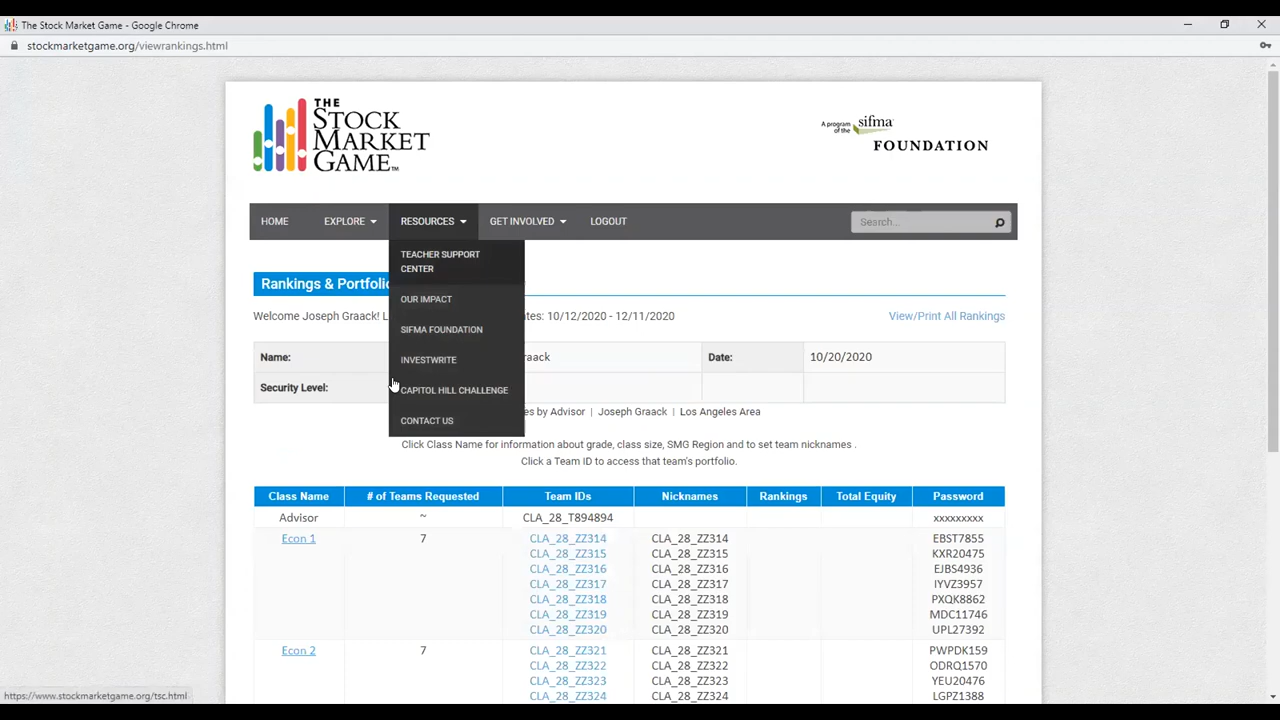 The Stock Market Game - Google Chrome
stockmarketgame.org/viewrankings.html
THE
STOCK
MARKET
GAME™
A program
of the
sifma
FOUNDATION
HOME EXPLORE RESOURCES GET INVOLVED LOGOUT Search...
TEACHER SUPPORT
CENTER
OUR IMPACT
SIFMA FOUNDATION
INVESTWRITE
CAPITOL HILL CHALLENGE
CONTACT US
Rankings & Portfolio
Welcome Joseph Graack! L tes: 10/12/2020 - 12/11/2020 View/Print All Rankings
Name: raack Date: 10/20/2020
Security Level:
es by Advisor | Joseph Graack | Los Angeles Area
Click Class Name for information about grade, class size, SMG Region and to set team nicknames .
Click a Team ID to access that team's portfolio.
Class Name # of Teams Requested Team IDs Nicknames Rankings Total Equity Password
Advisor ~ CLA_28_T894894 xxxxxxxxx
Econ 1 7 CLA_28_ZZ314 CLA_28_ZZ314 EBST7855
CLA_28_ZZ315 CLA_28_ZZ315 KXR20475
CLA_28_ZZ316 CLA_28_ZZ316 EJBS4936
CLA_28_ZZ317 CLA_28_ZZ317 IYVZ3957
CLA_28_ZZ318 CLA_28_ZZ318 PXQK8862
CLA_28_ZZ319 CLA_28_ZZ319 MDC11746
CLA_28_ZZ320 CLA_28_ZZ320 UPL27392
Econ 2 7 CLA_28_ZZ321 CLA_28_ZZ321 PWPDK159
CLA_28_ZZ322 CLA_28_ZZ322 ODRQ1570
CLA_28_ZZ323 CLA_28_ZZ323 YEU20476
CLA_28_ZZ324 CLA_28_ZZ324 LGPZ1388
https://www.stockmarketgame.org/tsc.html